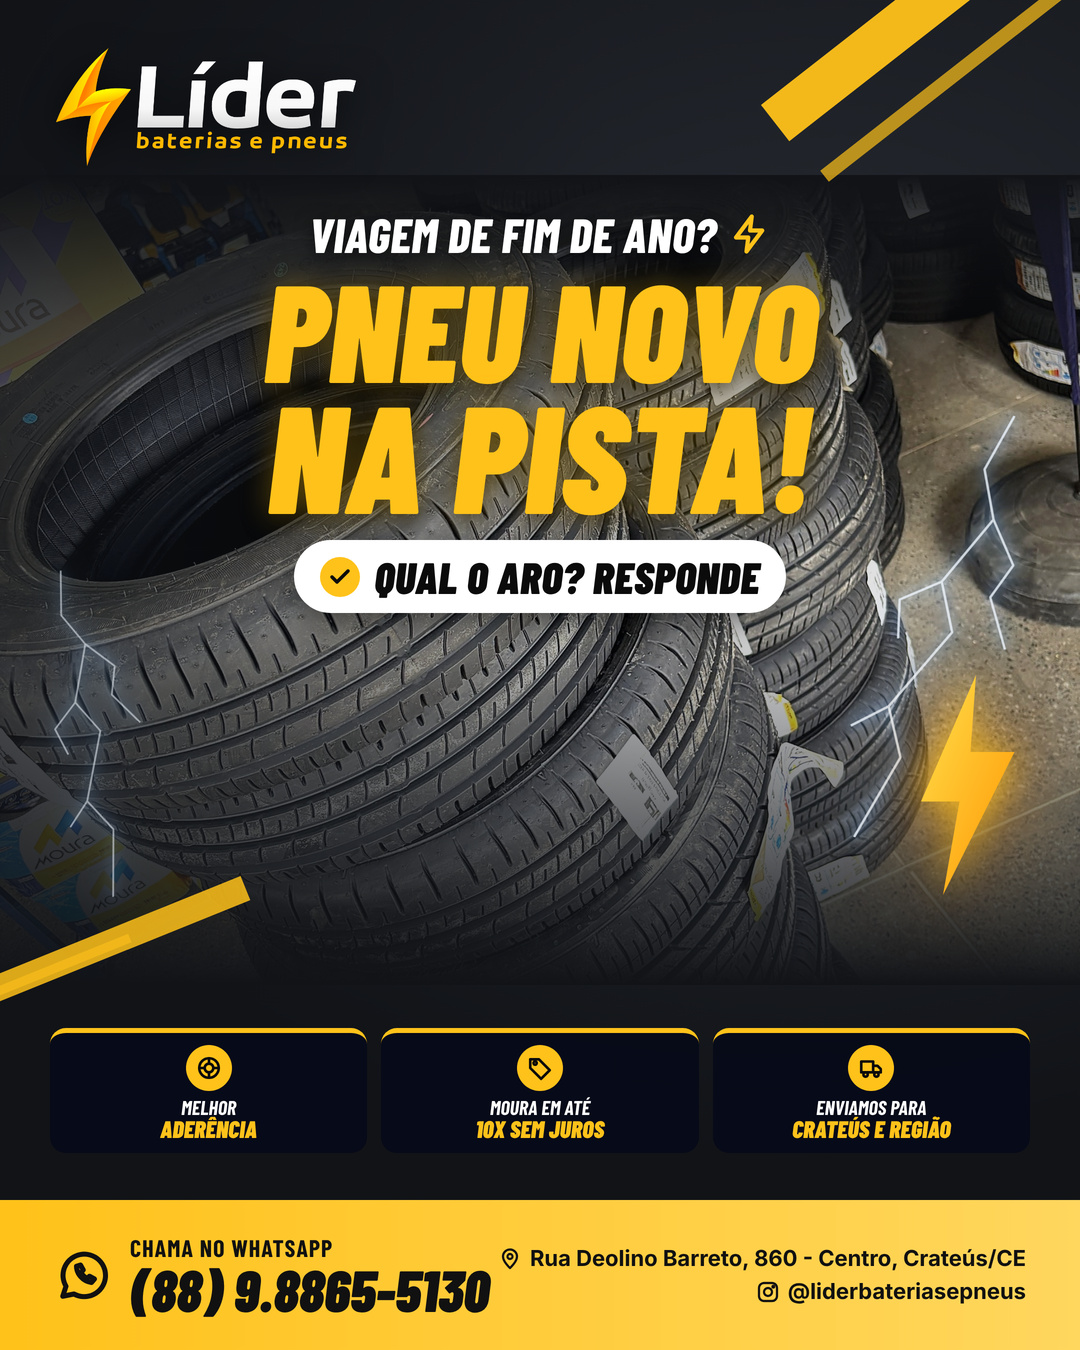 Líder
baterias e pneus
VIAGEM DE FIM DE ANO?
PNEU NOVO
NA PISTA!
QUAL O ARO? RESPONDE
moura
MELHOR
ADERÊNCIA
MOURA EM ATÉ
10X SEM JUROS
ENVIAMOS PARA
CRATEÚS E REGIÃO
CHAMA NO WHATSAPP
(88) 9.8865-5130
Rua Deolino Barreto, 860 - Centro, Crateús/CE
@liderbateriasepneus